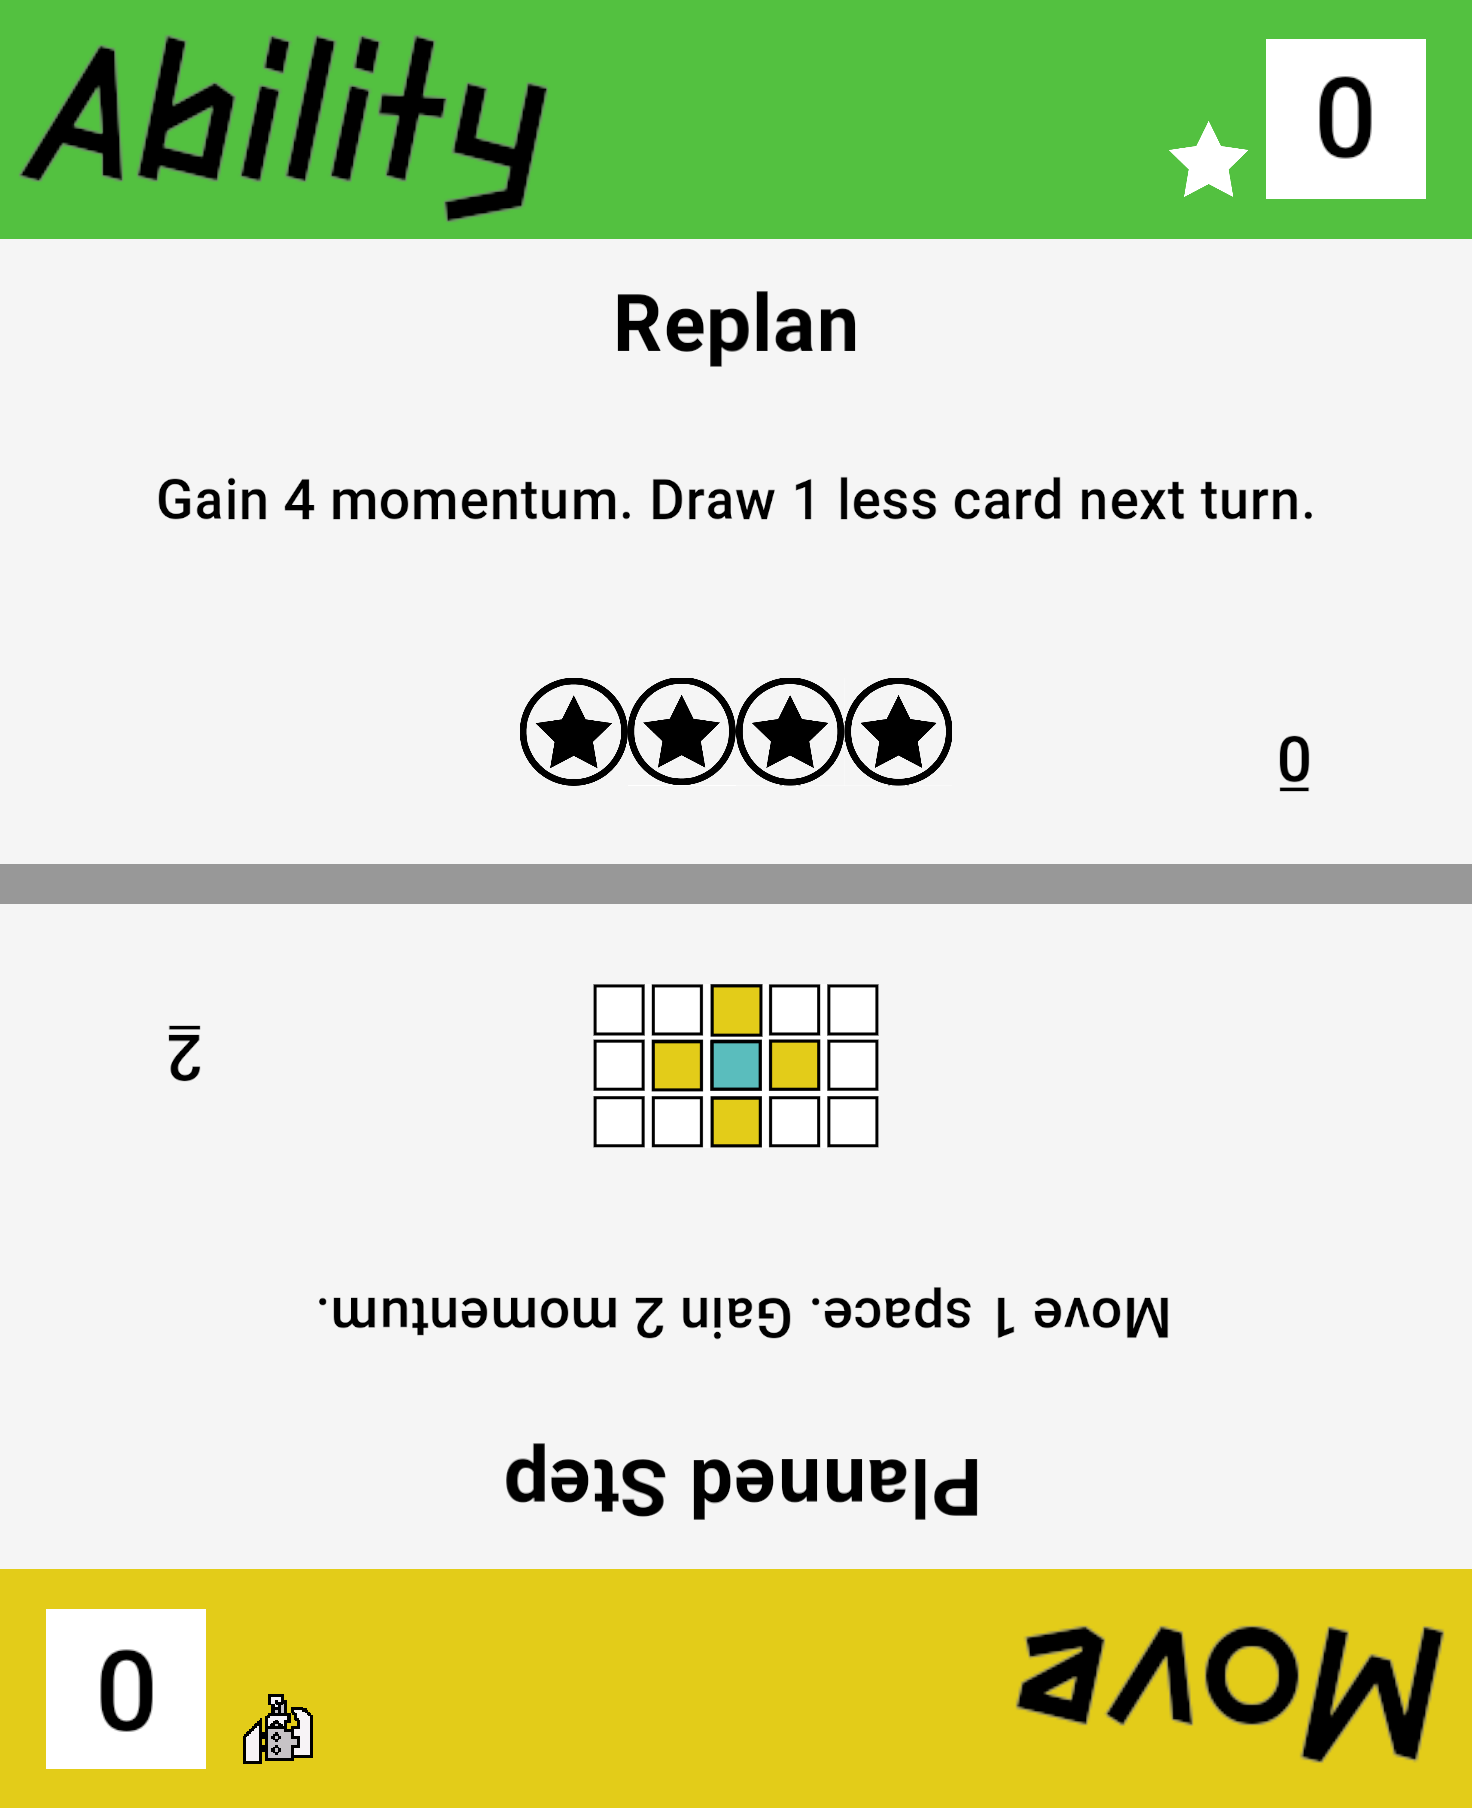 Ability
0
Replan
Gain 4 momentum. Draw 1 less card next turn.
0
Move
0
Planned Step
Move 1 space. Gain 2 momentum.
2